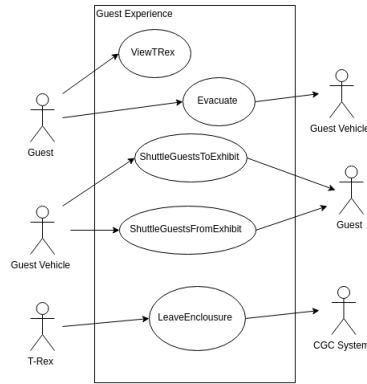 Guest Experience
ViewTRex
Evacuate
Guest
Guest Vehicle
ShuttleGuestsToExhibit
Guest
ShuttleGuestsFromExhibit
Guest Vehicle
LeaveEnclousure
T-Rex
CGC System